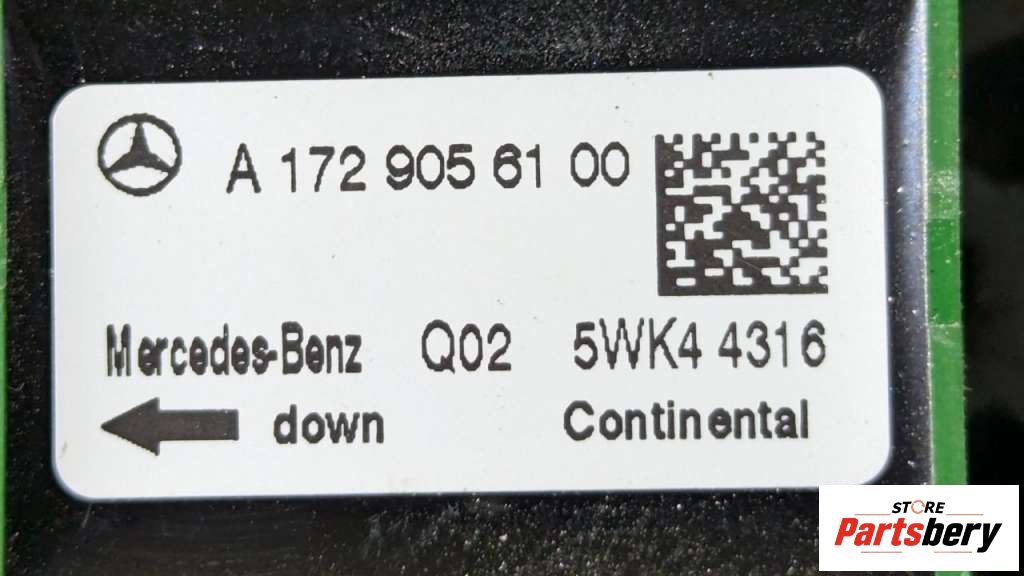 A 172 905 61 00
Mercedes-Benz Q02 5WK4 4316
down Continental
STORE
Partsbery